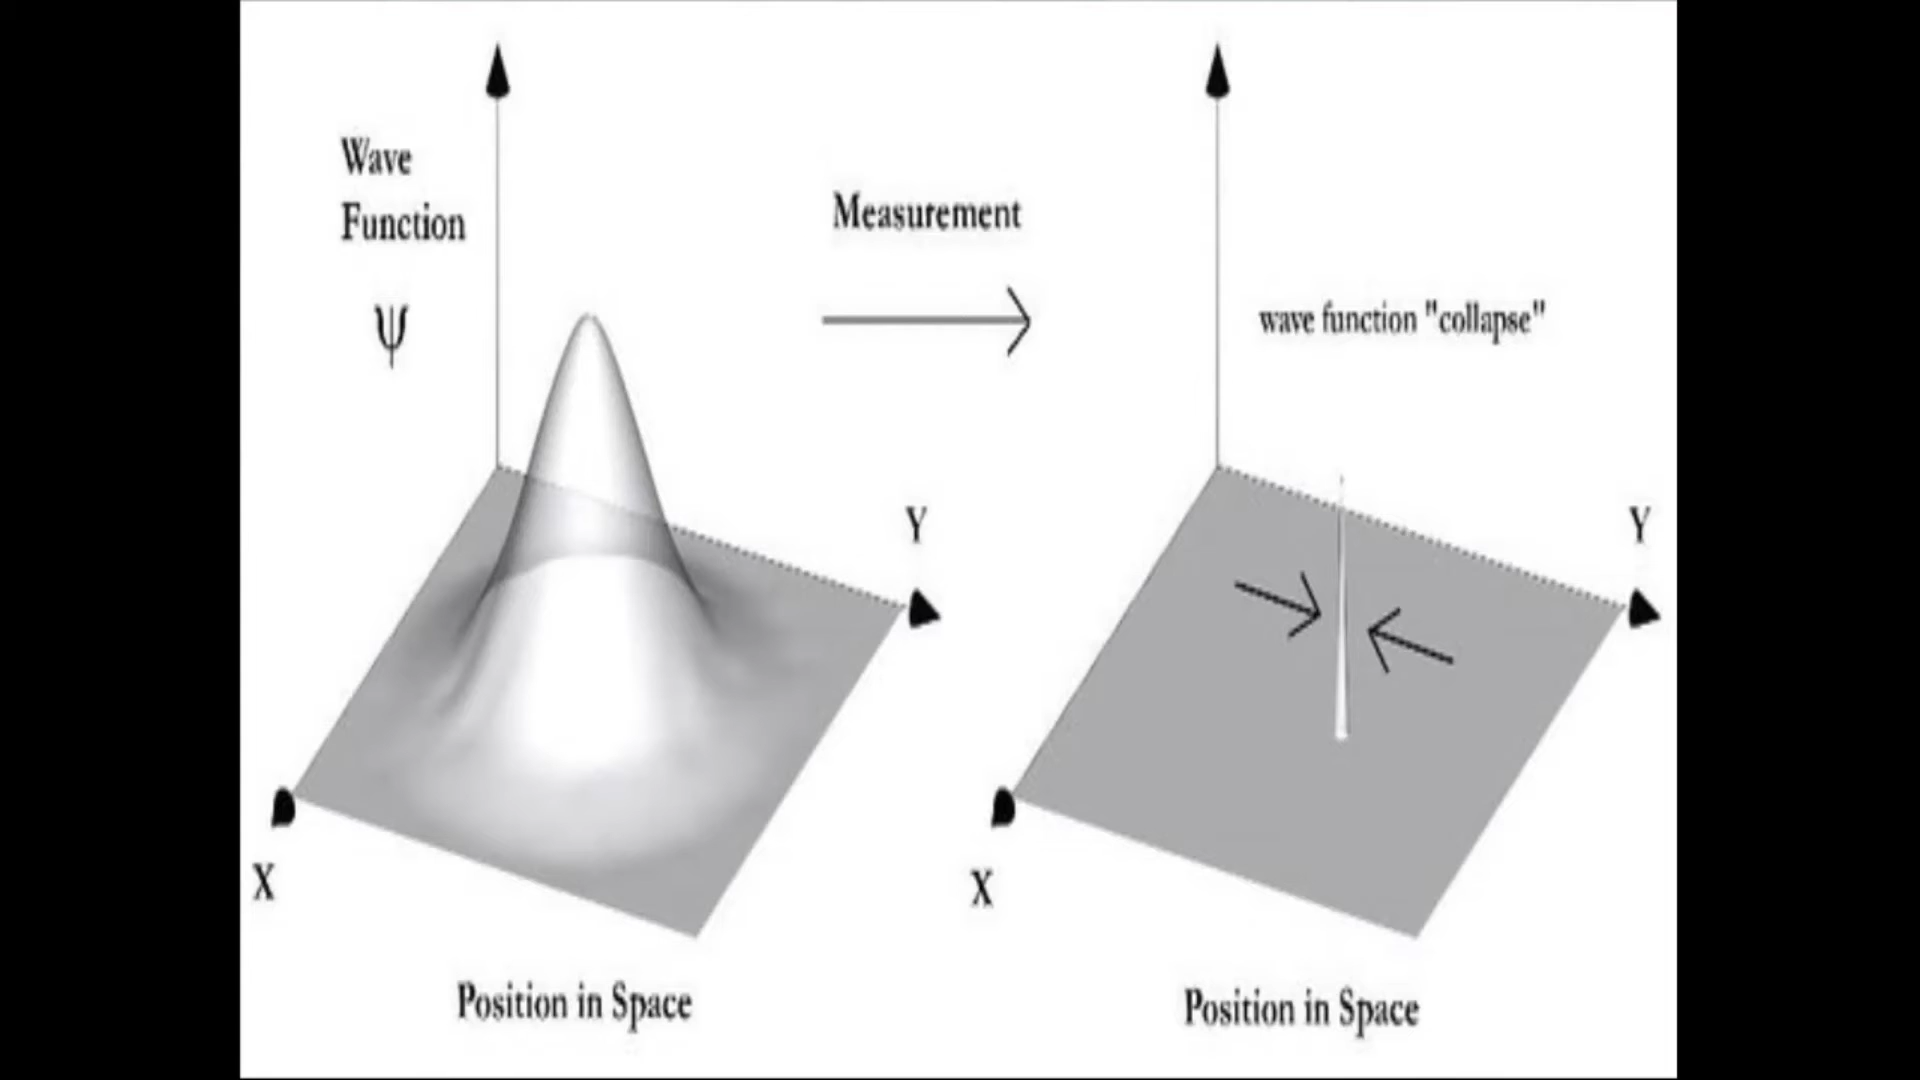 Wave
Function
ψ
Measurement
wave function "collapse"
Y
Y
X
X
Position in Space
Position in Space